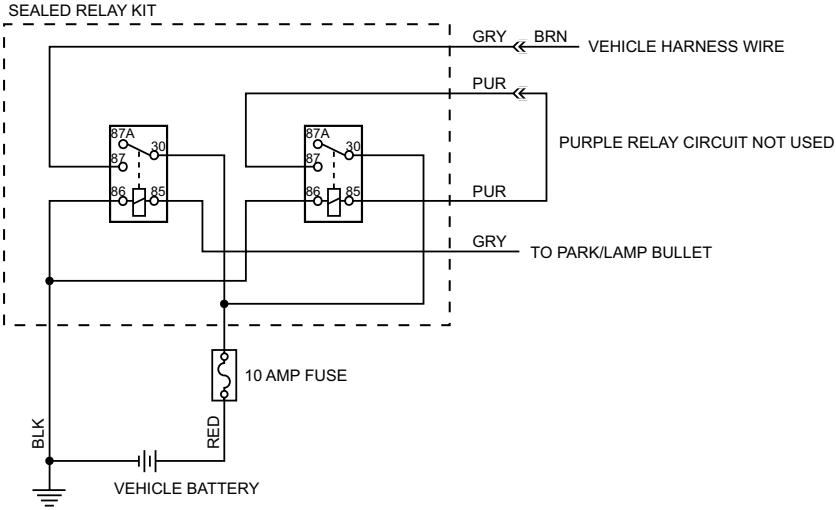 SEALED RELAY KIT
GRY BRN VEHICLE HARNESS WIRE
PUR
87A 87A
30 30
PURPLE RELAY CIRCUIT NOT USED
87 87
86 85 86 85 PUR
GRY TO PARK/LAMP BULLET
10 AMP FUSE
BLK RED
VEHICLE BATTERY